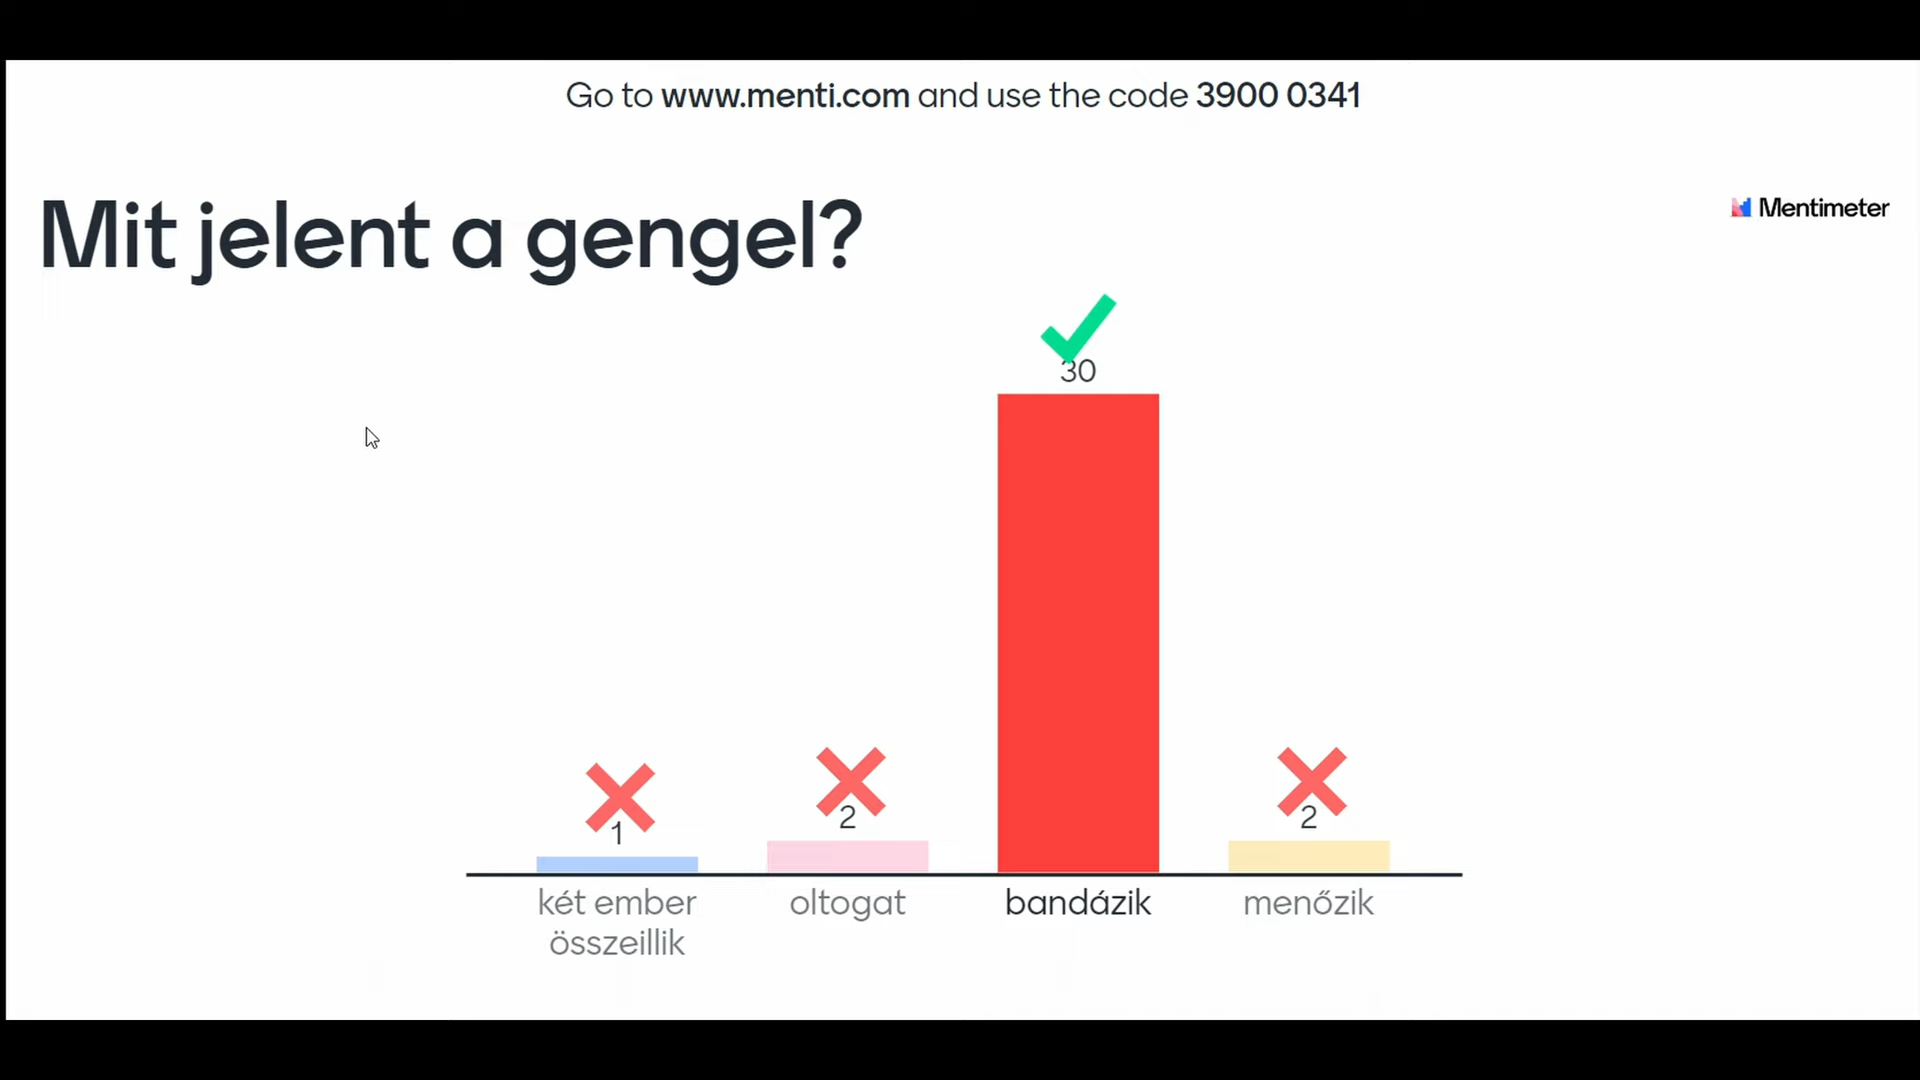 Go to www.menti.com and use the code 3900 0341
Mit jelent a gengel?
Mentimeter
30
1
2
2
két ember
összeillik
oltogat
bandázik
menőzik